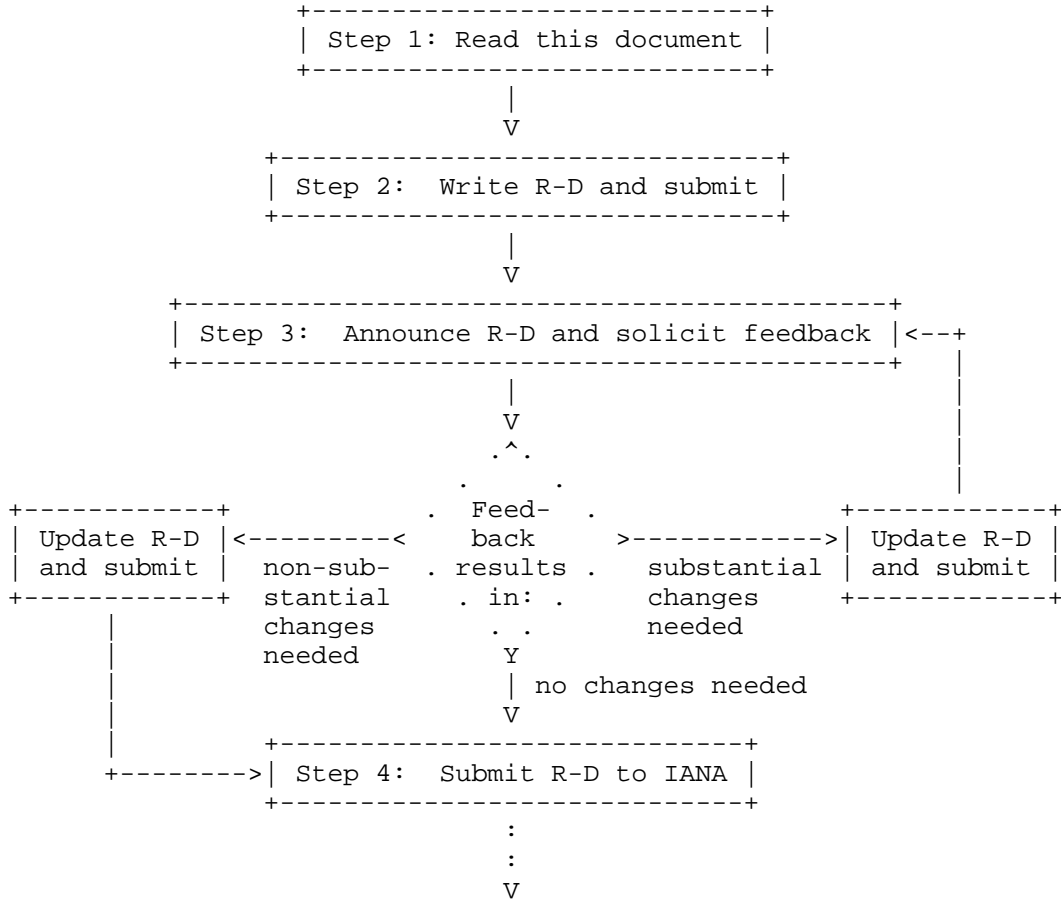 Step 1: Read this document
Step 2:  Write R-D and submit
Step 3:  Announce R-D and solicit feedback
Feed-
back
results
in:
Update R-D
and submit
non-sub-
stantial
changes
needed
substantial
changes
needed
Update R-D
and submit
Y
no changes needed
V
Step 4:  Submit R-D to IANA